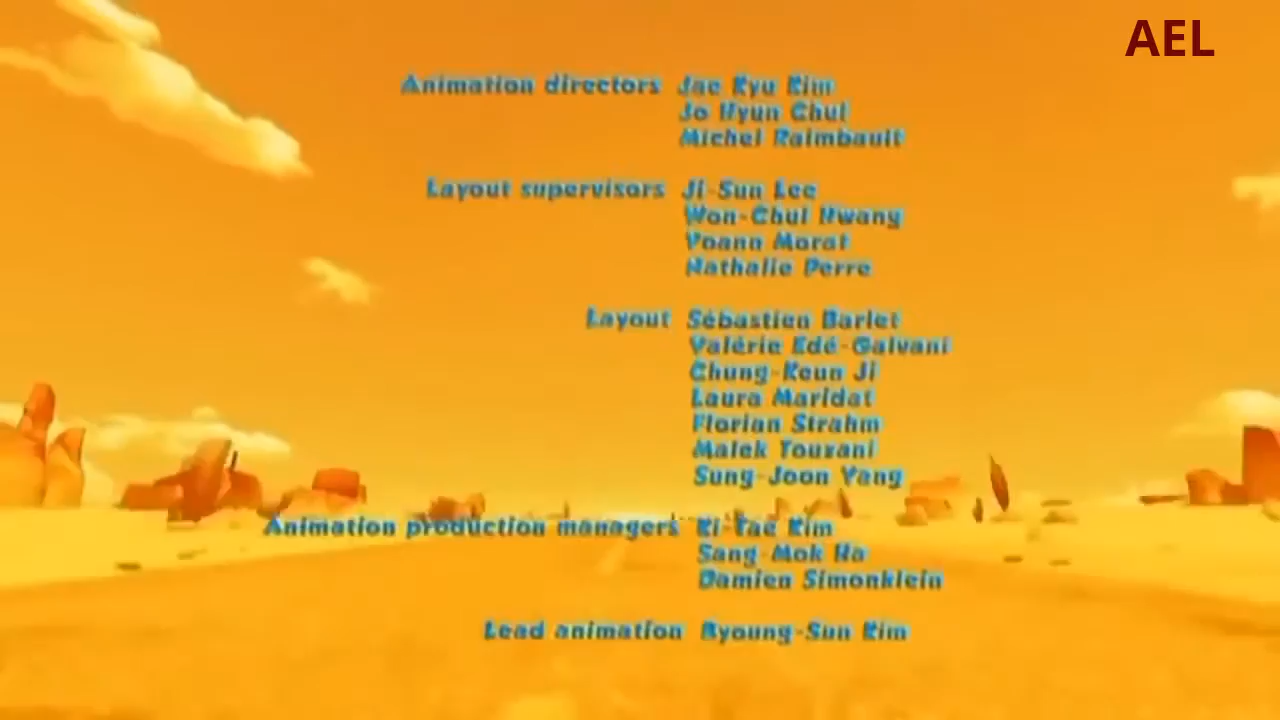 AEL
Animation directors Jae Kyu Kim
Jo Hyun Chul
Michel Raimbault
Layout supervisors Ji-Sun Lee
Won-Chul Hwang
Yoann Morat
Nathalie Perre
Layout Sébastien Barlet
Valérie Edé-Galvani
Chung-Keun Ji
Laura Maridat
Florian Strahm
Malek Touzani
Sung-Joon Yang
Animation production managers Ki-Tae Kim
Sang-Mok Ha
Damien Simonklein
Lead animation Byoung-Sun Kim